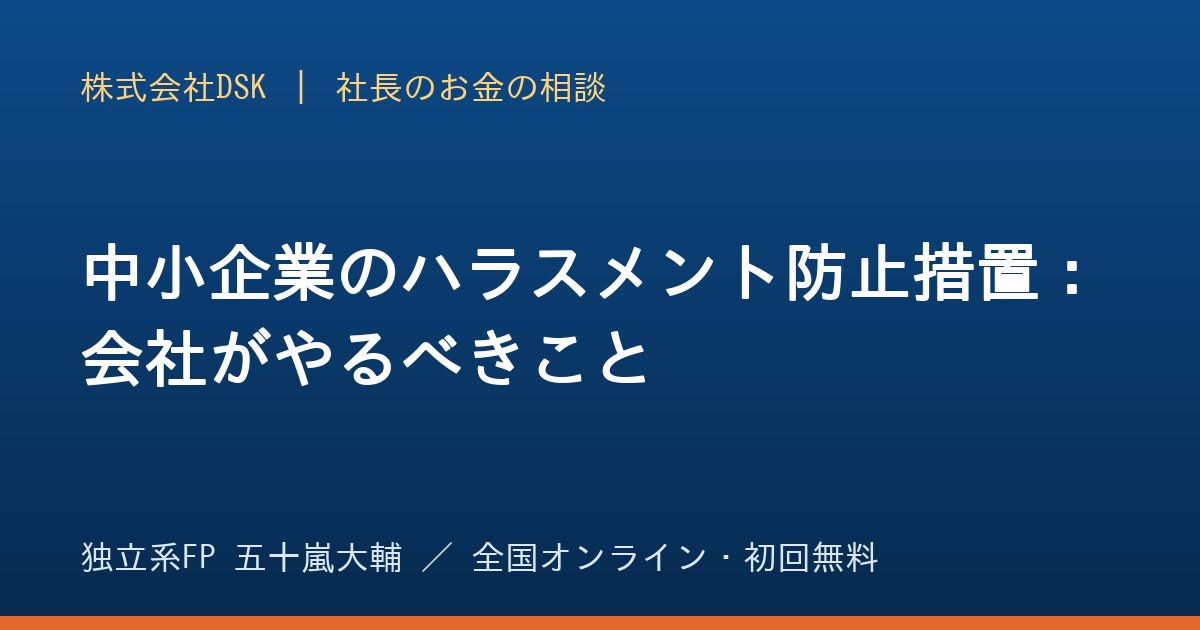 株式会社DSK ｜ 社長のお金の相談
中小企業のハラスメント防止措置：
会社がやるべきこと
独立系FP 五十嵐大輔 ／ 全国オンライン・初回無料